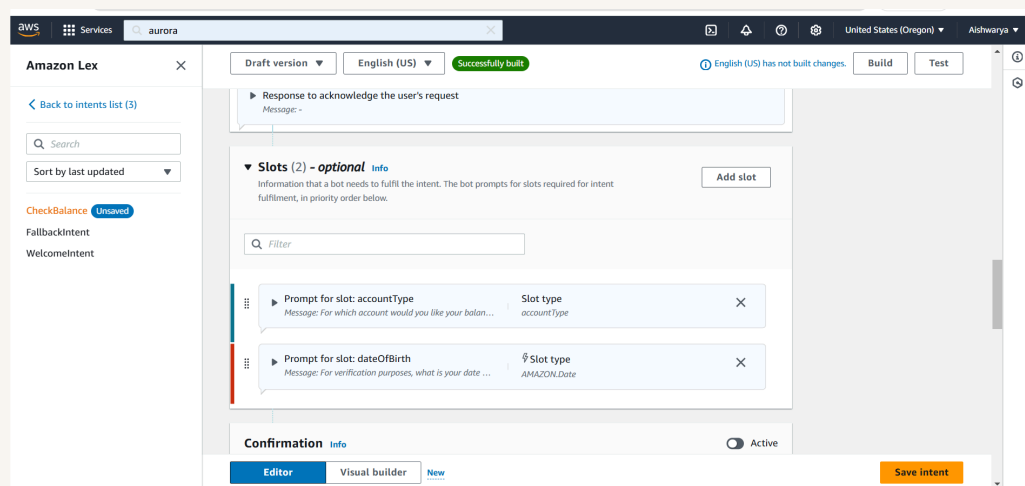 aws
Services
aurora
United States (Oregon) ▼
Aishwarya ▼
Amazon Lex
Draft version ▼
English (US) ▼
Successfully built
English (US) has not built changes.
Build
Test
Back to intents list (3)
Search
Sort by last updated
CheckBalance Unsaved
FallbackIntent
WelcomeIntent
Response to acknowledge the user's request
Message: -
Slots (2) - optional Info
Information that a bot needs to fulfil the intent. The bot prompts for slots required for intent
fulfilment, in priority order below.
Add slot
Filter
Prompt for slot: accountType
Message: For which account would you like your balan...
Slot type
accountType
Prompt for slot: dateOfBirth
Message: For verification purposes, what is your date ...
Slot type
AMAZON.Date
Confirmation Info
Active
Editor
Visual builder
New
Save intent